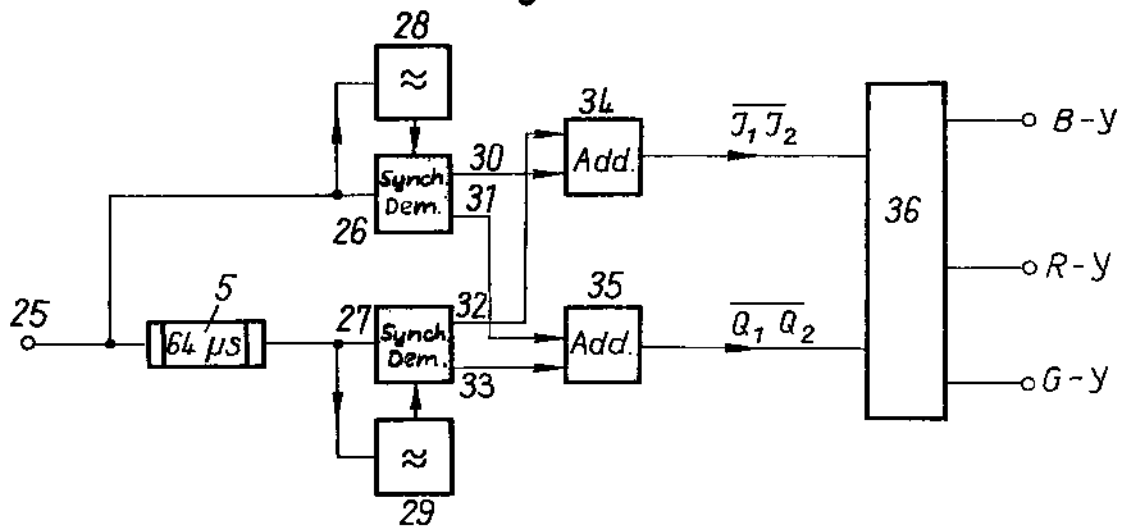 28
≈
34
30
Add.
J₁ J₂
B-Y
Synch.
Dem.
31
26
36
5
35
R-Y
25
64 µs
27
32
Synch.
Dem.
Add.
Q₁ Q₂
33
G-Y
≈
29